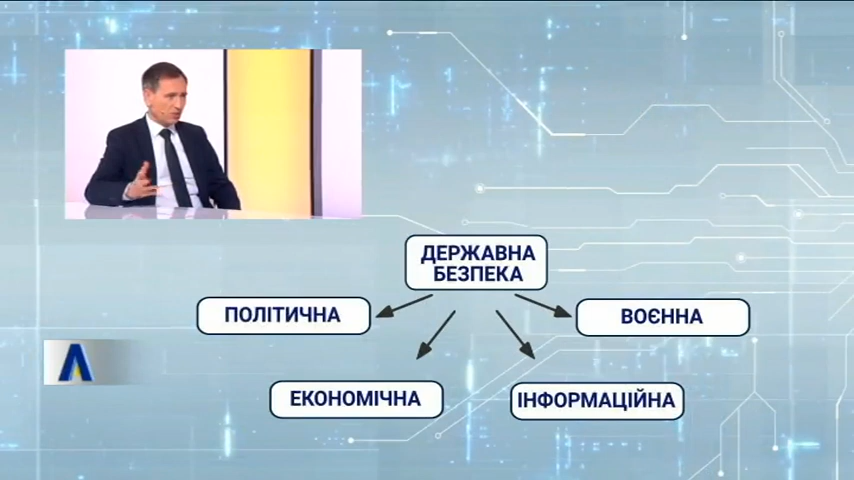 ДЕРЖАВНА
БЕЗПЕКА
ПОЛІТИЧНА
ВОЄННА
ЕКОНОМІЧНА
ІНФОРМАЦІЙНА